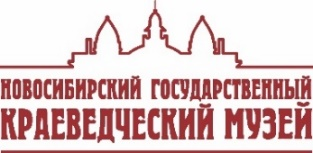 НОВОСИБИРСКИЙ ГОСУДАРСТВЕННЫЙ
КРАЕВЕДЧЕСКИЙ МУЗЕЙ